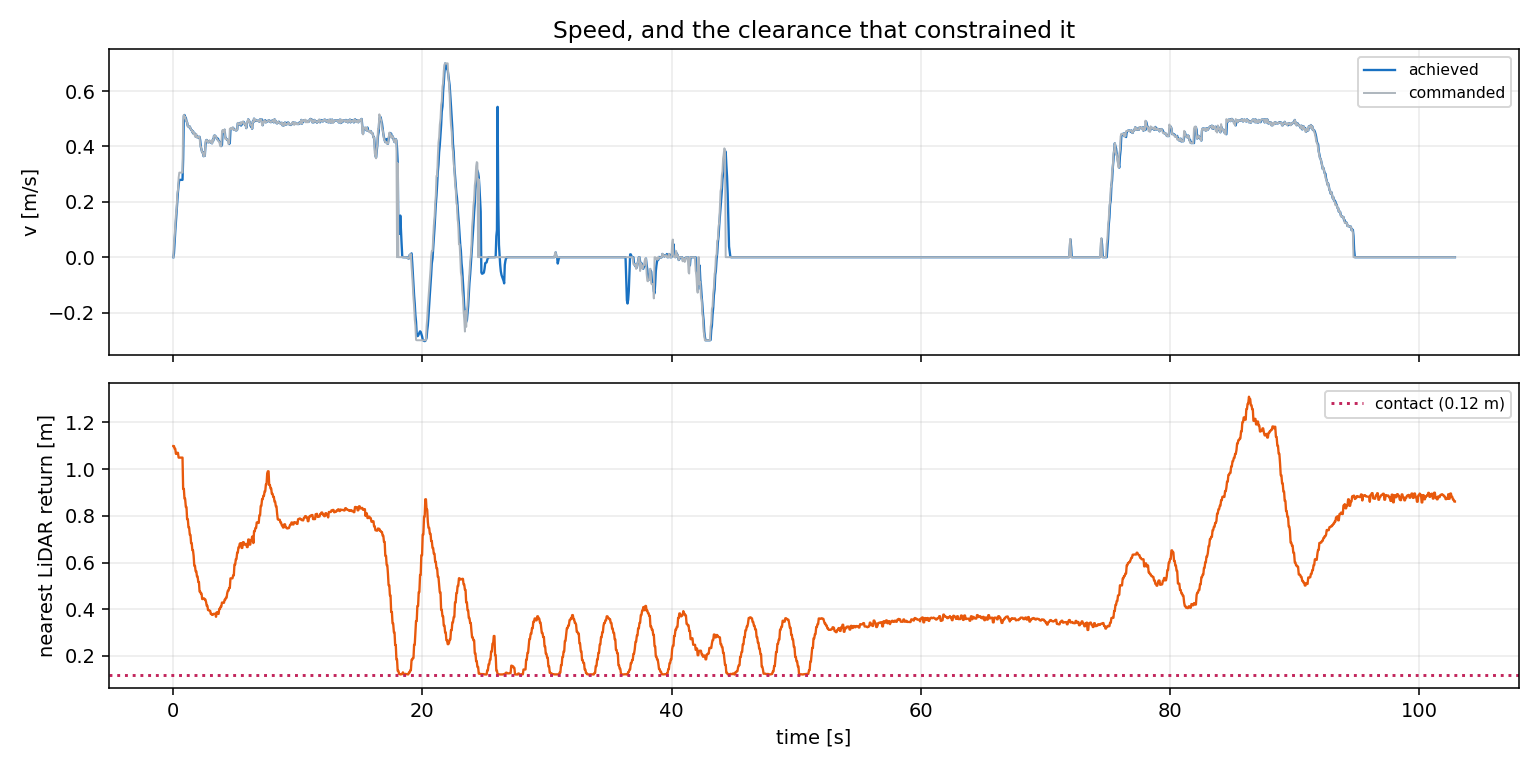 Speed, and the clearance that constrained it
achieved
commanded
v [m/s]
0.6
0.4
0.2
0.0
−0.2
contact (0.12 m)
nearest LiDAR return [m]
1.2
1.0
0.8
0.6
0.4
0.2
0 20 40 60 80 100
time [s]